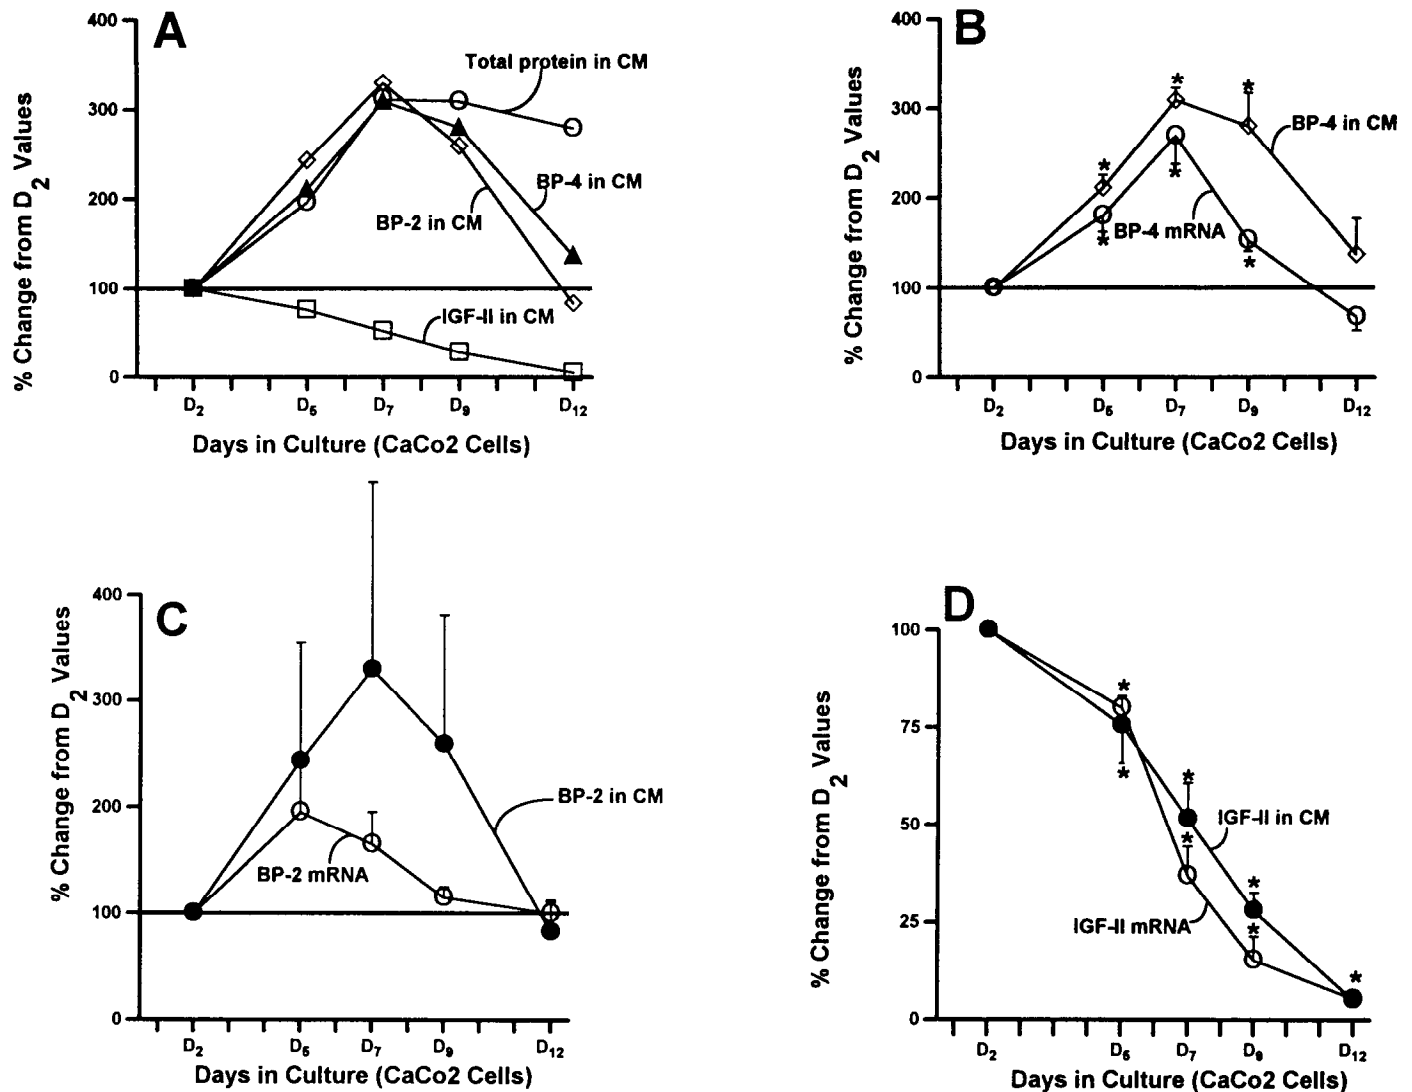 A
400
300
200
100
0
% Change from D2 Values
Total protein in CM
BP-4 in CM
BP-2 in CM
IGF-II in CM
D2 D5 D7 D9 D12
Days in Culture (CaCo2 Cells)
B
400
300
200
100
0
% Change from D2 Values
* * *
BP-4 in CM
BP-4 mRNA
* * *
D2 D5 D7 D9 D12
Days in Culture (CaCo2 Cells)
C
400
300
200
100
0
% Change from D2 Values
BP-2 in CM
BP-2 mRNA
D2 D5 D7 D9 D12
Days in Culture (CaCo2 Cells)
D
100
75
50
25
0
% Change from D2 Values
* * * * * * *
IGF-II in CM
IGF-II mRNA
D2 D5 D7 D9 D12
Days in Culture (CaCo2 Cells)